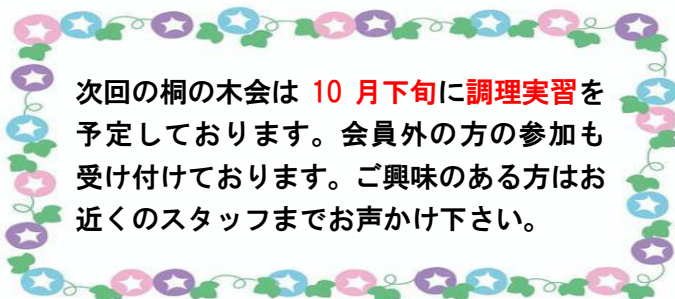 次回の桐の木会は 10 月下旬に調理実習を
予定しております。会員外の方の参加も
受け付けております。ご興味のある方はお
近くのスタッフまでお声かけ下さい。